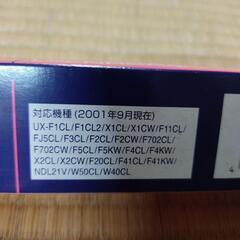 対応機種（2001年9月現在）
UX-F1CL/F1CL2/X1CL/X1CW/F11CL/
FJ5CL/F3CL/F2CL/F2CW/F702CL/
F702CW/F5CL/F5KW/F4CL/F4KW/
X2CL/X2CW/F20CL/F41CL/F41KW/
NDL21V/W50CL/W40CL